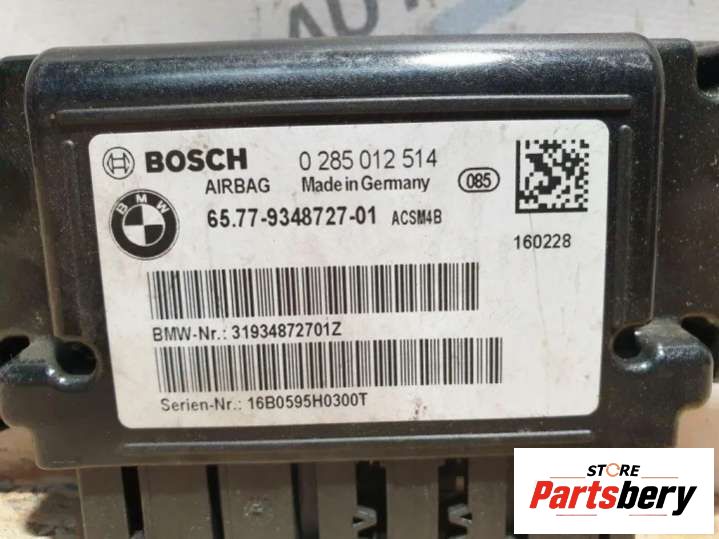 BOSCH 0 285 012 514
AIRBAG Made in Germany 085
BMW 65.77-9348727-01 ACSM4B
160228
BMW-Nr.: 31934872701Z
Serien-Nr.: 16B0595H0300T
STORE
Partsbery